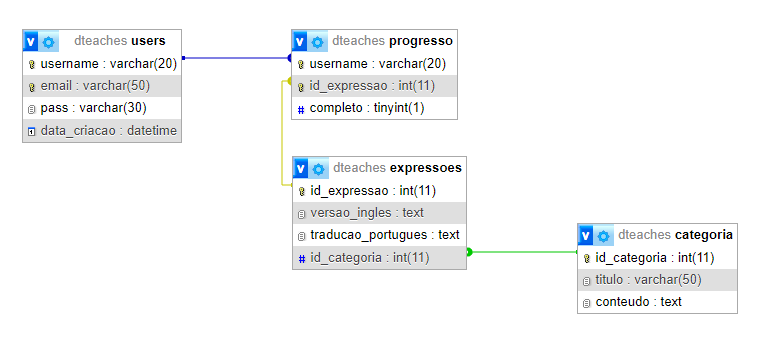 v dteaches users
username : varchar(20)
email : varchar(50)
pass : varchar(30)
data_criacao : datetime
v dteaches progresso
username : varchar(20)
id_expressao : int(11)
# completo : tinyint(1)
v dteaches expressoes
id_expressao : int(11)
versao_ingles : text
traducao_portugues : text
# id_categoria : int(11)
v dteaches categoria
id_categoria : int(11)
titulo : varchar(50)
conteudo : text